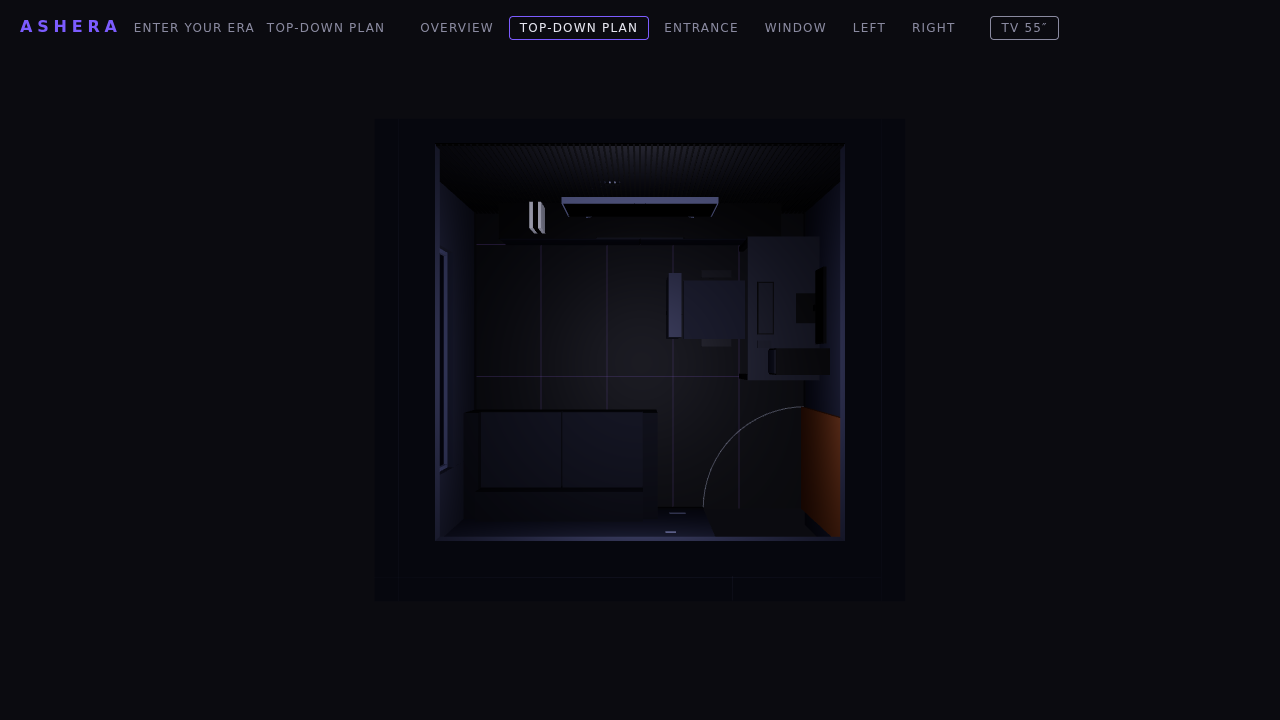 ASHERA ENTER YOUR ERA TOP-DOWN PLAN OVERVIEW TOP-DOWN PLAN ENTRANCE WINDOW LEFT RIGHT TV 55″